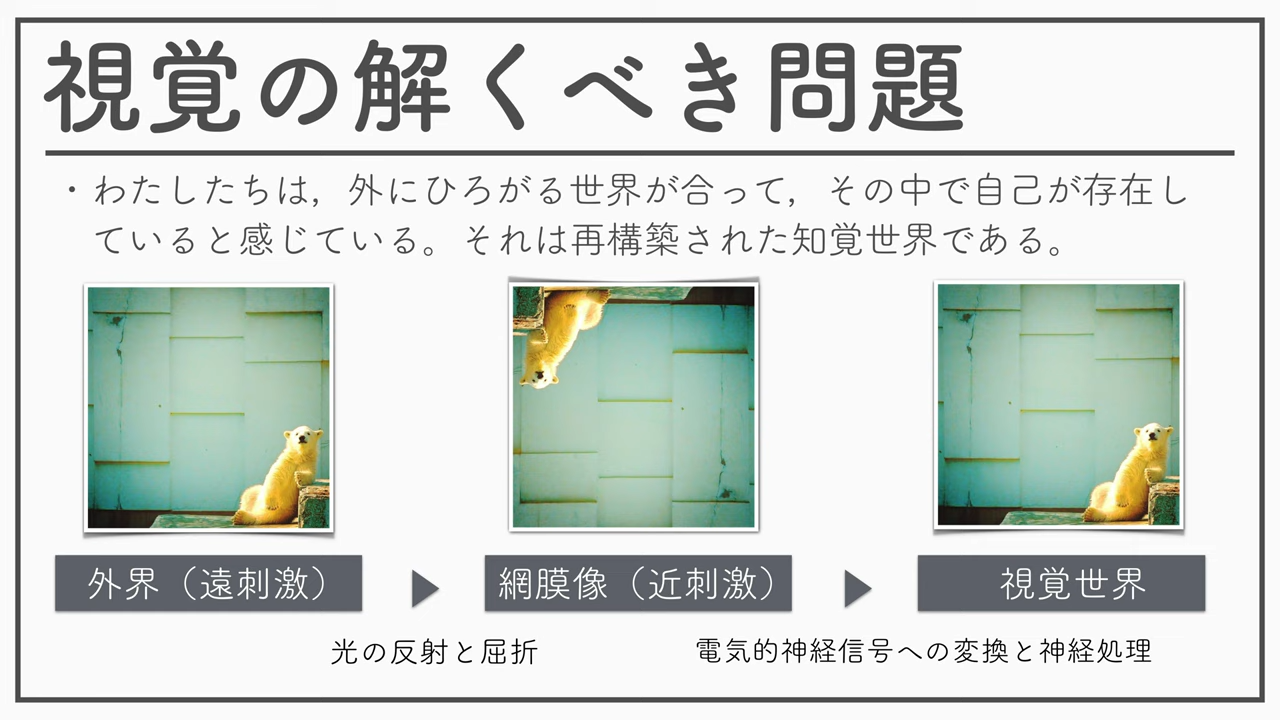 視覚の解くべき問題
・わたしたちは，外にひろがる世界が合って，その中で自己が存在し
ていると感じている。それは再構築された知覚世界である。
外界（遠刺激）
網膜像（近刺激）
視覚世界
光の反射と屈折
電気的神経信号への変換と神経処理